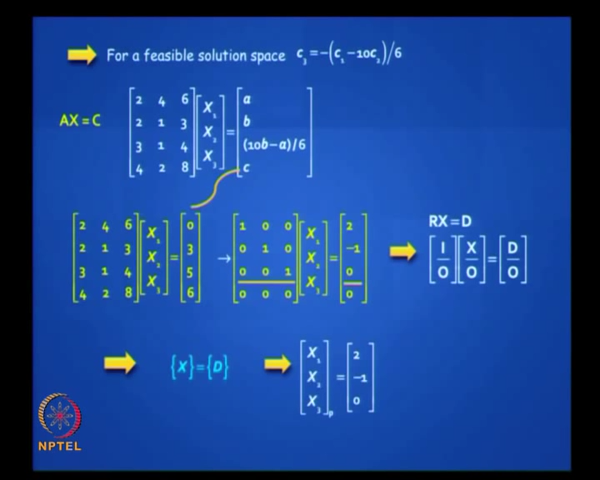 For a feasible solution space c₃=-(c₁-10c₂)/6
AX = C
2 4 6 X₁ a
2 1 3 X₂ = b
3 1 4 X₃ (10b-a)/6
4 2 8 c
2 4 6 X₁ 0 1 0 0 X₁ 2 RX=D
2 1 3 X₂ = 3 → 0 1 0 X₂ = -1 I X = D
3 1 4 X₃ 5 0 0 1 X₃ 0 0 0 0
4 2 8 6 0 0 0 0
{X}={D}
X₁ 2
X₂ = -1
X₃ p 0
NPTEL